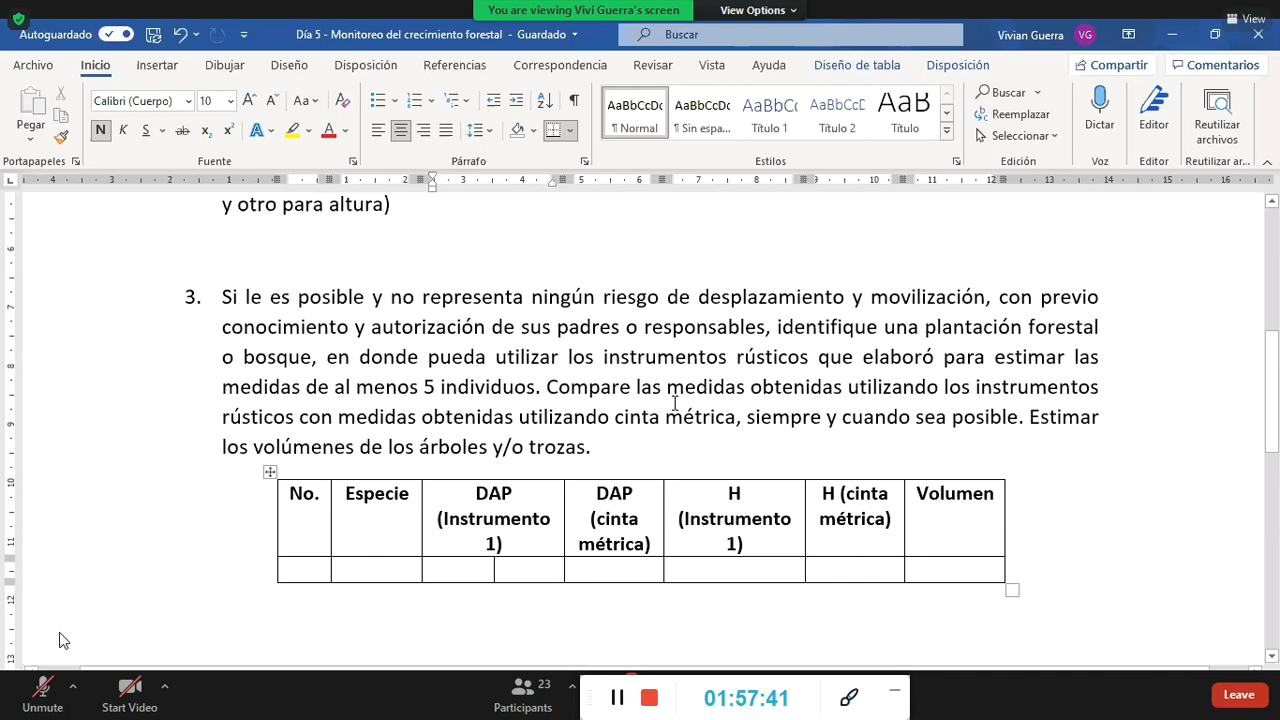 You are viewing Vivi Guerra's screen
View Options
View
Autoguardado
Día 5 - Monitoreo del crecimiento forestal - Guardado
Buscar
Vivian Guerra
VG
Archivo Inicio Insertar Dibujar Diseño Disposición Referencias Correspondencia Revisar Vista Ayuda Diseño de tabla Disposición
Compartir
Comentarios
Pegar
Portapapeles
Calibri (Cuerpo) 10
Fuente
Párrafo
AaBbCcDc AaBbCcDc AaBbCcD AaBbCcD AaB
¶ Normal ¶ Sin espa... Título 1 Título 2 Título
Estilos
Buscar
Reemplazar
Seleccionar
Edición
Dictar
Voz
Editor
Editor
Reutilizar archivos
Reutilizar ar...
y otro para altura)
3. Si le es posible y no representa ningún riesgo de desplazamiento y movilización, con previo
conocimiento y autorización de sus padres o responsables, identifique una plantación forestal
o bosque, en donde pueda utilizar los instrumentos rústicos que elaboró para estimar las
medidas de al menos 5 individuos. Compare las medidas obtenidas utilizando los instrumentos
rústicos con medidas obtenidas utilizando cinta métrica, siempre y cuando sea posible. Estimar
los volúmenes de los árboles y/o trozas.
No.
Especie
DAP
(Instrumento
1)
DAP
(cinta
métrica)
H
(Instrumento
1)
H (cinta
métrica)
Volumen
Unmute
Start Video
23
Participants
01:57:41
Leave